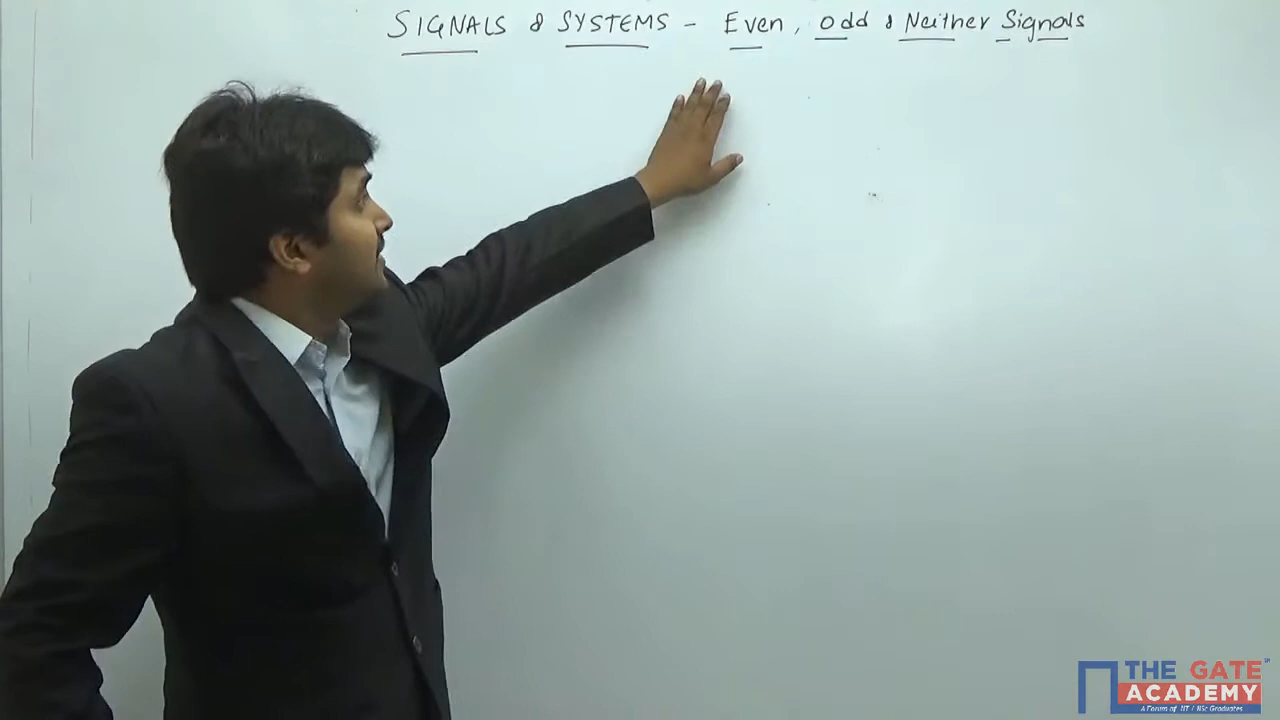 SIGNALS & SYSTEMS - Even, Odd & Neither Signals
THE GATE
ACADEMY
A Forum of IIT / IISc Graduates